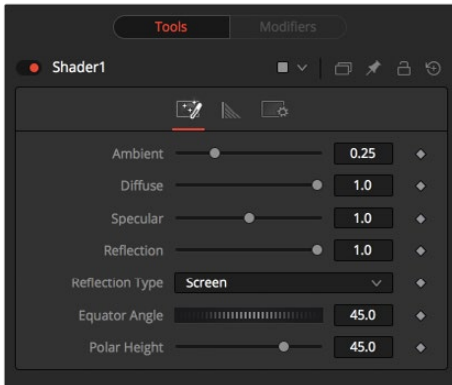 Tools Modifiers
Shader1
Ambient 0.25
Diffuse 1.0
Specular 1.0
Reflection 1.0
Reflection Type Screen
Equator Angle 45.0
Polar Height 45.0